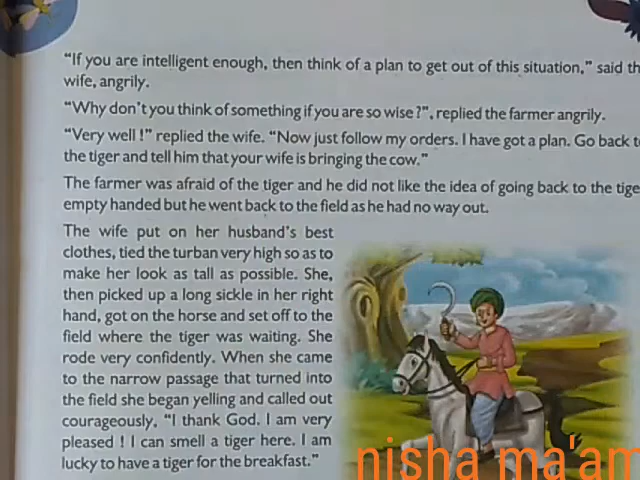 “If you are intelligent enough, then think of a plan to get out of this situation,” said
wife, angrily.
“Why don’t you think of something if you are so wise ?”, replied the farmer angrily.
“Very well !” replied the wife. “Now just follow my orders. I have got a plan. Go back
the tiger and tell him that your wife is bringing the cow.”
The farmer was afraid of the tiger and he did not like the idea of going back to the
empty handed but he went back to the field as he had no way out.
The wife put on her husband’s best
clothes, tied the turban very high so as to
make her look as tall as possible. She,
then picked up a long sickle in her right
hand, got on the horse and set off to the
field where the tiger was waiting. She
rode very confidently. When she came
to the narrow passage that turned into
the field she began yelling and called out
courageously, “I thank God. I am very
pleased ! I can smell a tiger here. I am
lucky to have a tiger for the breakfast.”
nisha ma'am